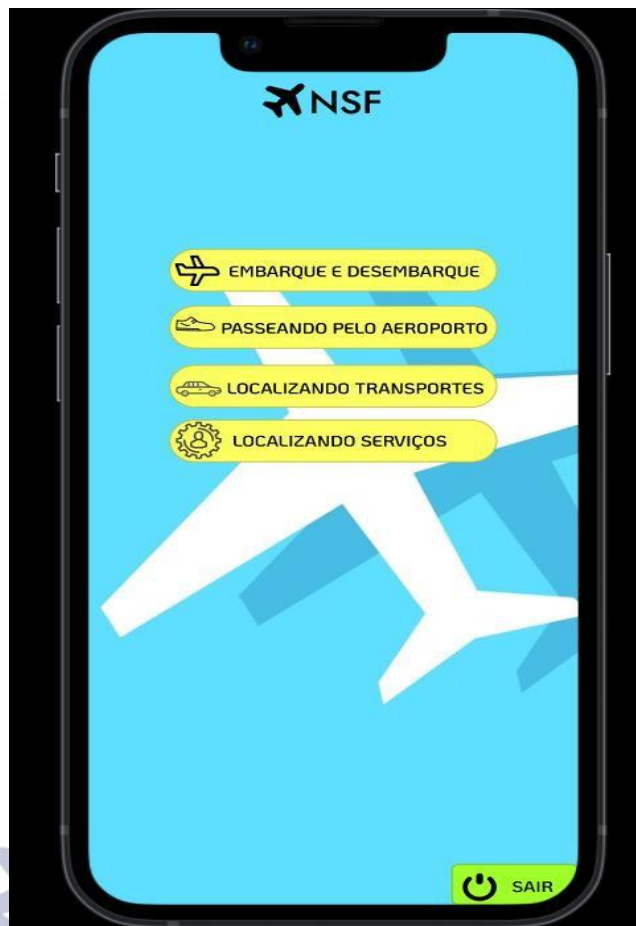 NSF
EMBARQUE E DESEMBARQUE
PASSEANDO PELO AEROPORTO
LOCALIZANDO TRANSPORTES
LOCALIZANDO SERVIÇOS
SAIR